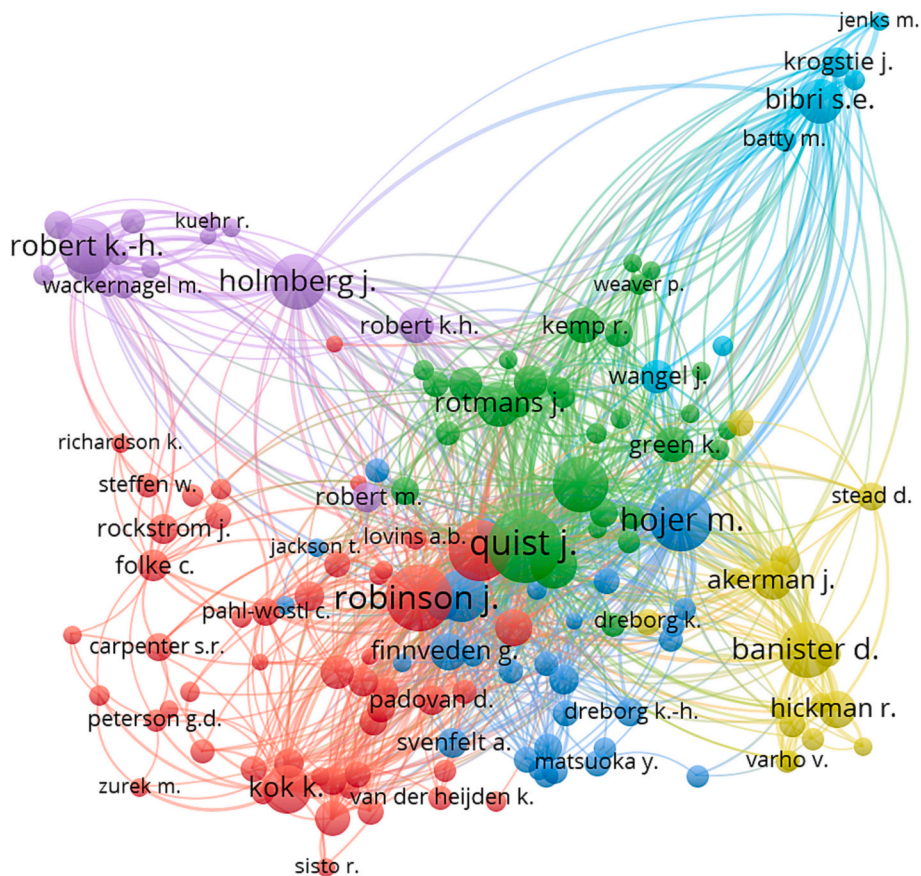 jenks m.
krogstie j.
bibri s.e.
batty m.
kuehr r.
robert k.-h.
wackernagel m.
holmberg j.
weaver p.
robert k.h.
kemp r.
wangel j.
rotmans j.
richardson k.
green k.
steffen w.
robert m.
stead d.
rockstrom j.
hojer m.
lovins a.b.
quist j.
jackson t.
folke c.
akerman j.
robinson j.
pahl-wostl c.
dreborg k.
carpenter s.r.
finnveden g.
banister d.
padovan d.
hickman r.
peterson g.d.
dreborg k.-h.
svenfelt a.
matsuoka y.
varho v.
zurek m.
kok k.
van der heijden k.
sisto r.